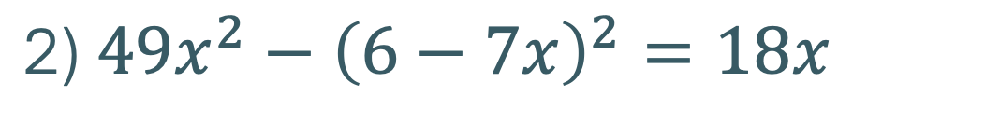 2) 49x² − (6 − 7x)² = 18x